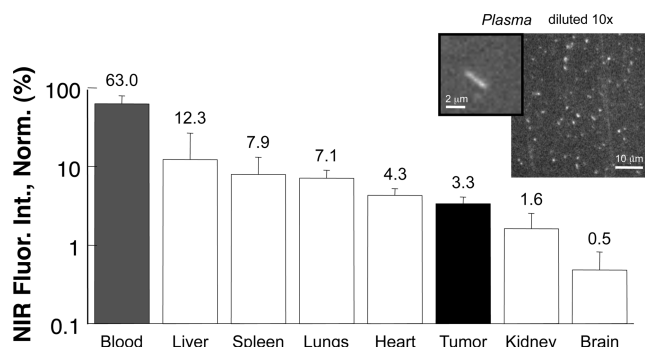 Plasma diluted 10x
2 μm
10 μm
NIR Fluor. Int., Norm. (%)
100
10
1
0.1
63.0
12.3
7.9
7.1
4.3
3.3
1.6
0.5
Blood Liver Spleen Lungs Heart Tumor Kidney Brain